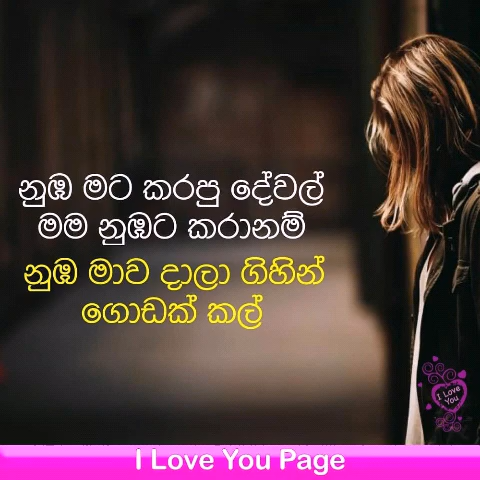 නුඹ මට කරපු දේවල්
මම නුඹට කරානම්
නුඹ මාව දාලා ගිහින්
ගොඩක් කල්
I Love
You
I Love You Page